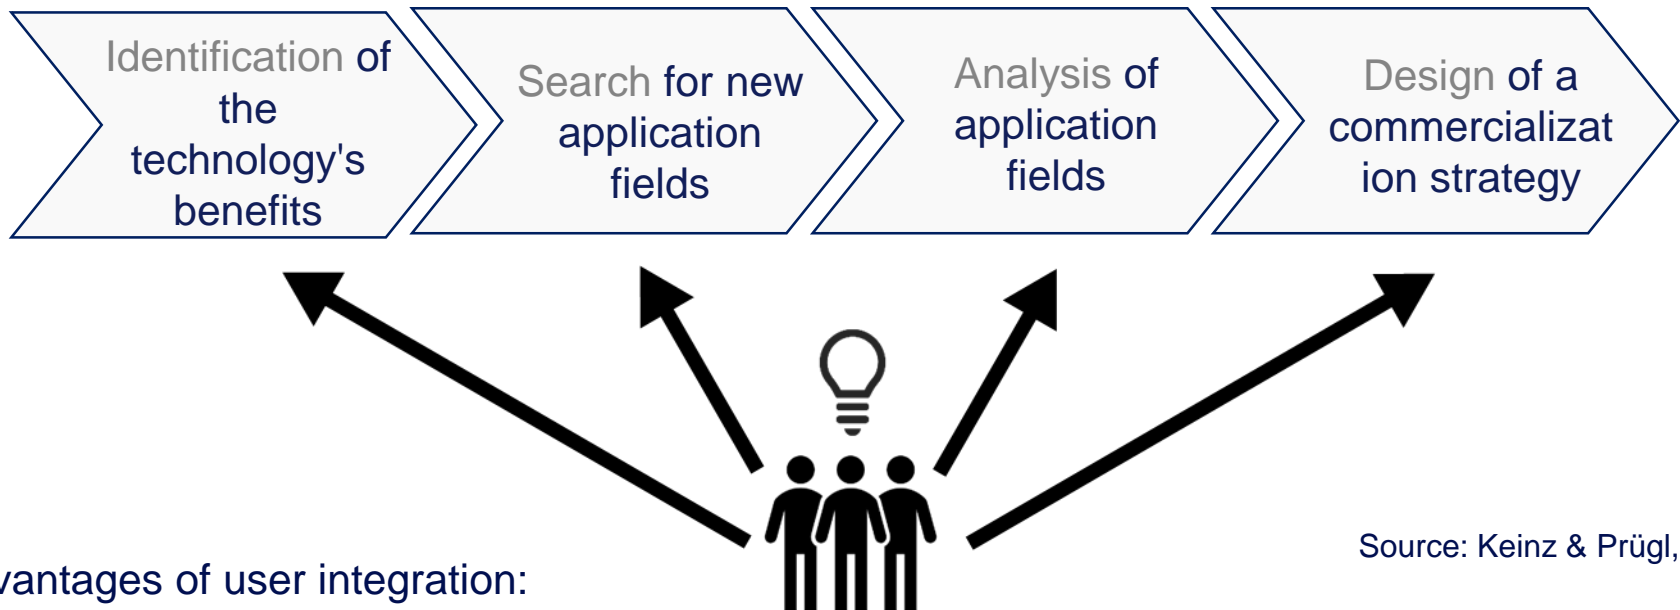 Identification of
the
technology's
benefits
Search for new
application
fields
Analysis of
application
fields
Design of a
commercializat
ion strategy
Source: Keinz & Prügl,
vantages of user integration: